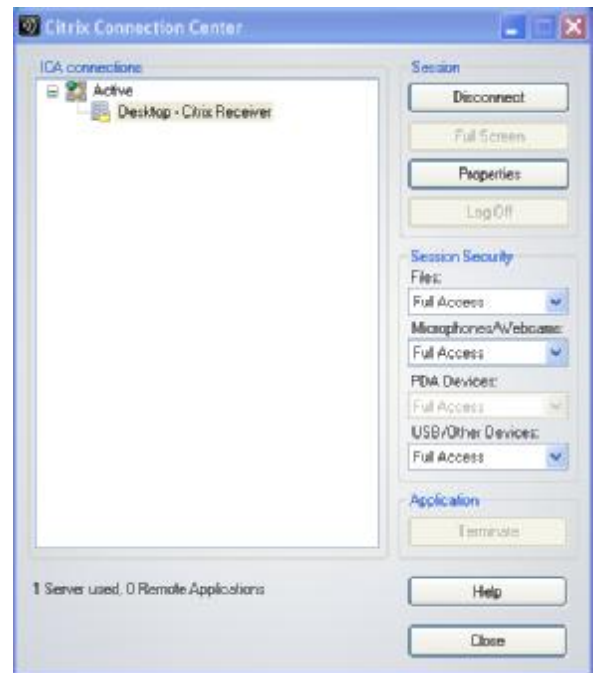 Citrix Connection Center
ICA connections
Active
Desktop - Citrix Receiver
Session
Disconnect
Full Screen
Properties
Log Off
Session Security
Files:
Full Access
Microphones/Webcams:
Full Access
PDA Devices:
Full Access
USB/Other Devices:
Full Access
Application
Terminate
1 Server used, 0 Remote Applications
Help
Close